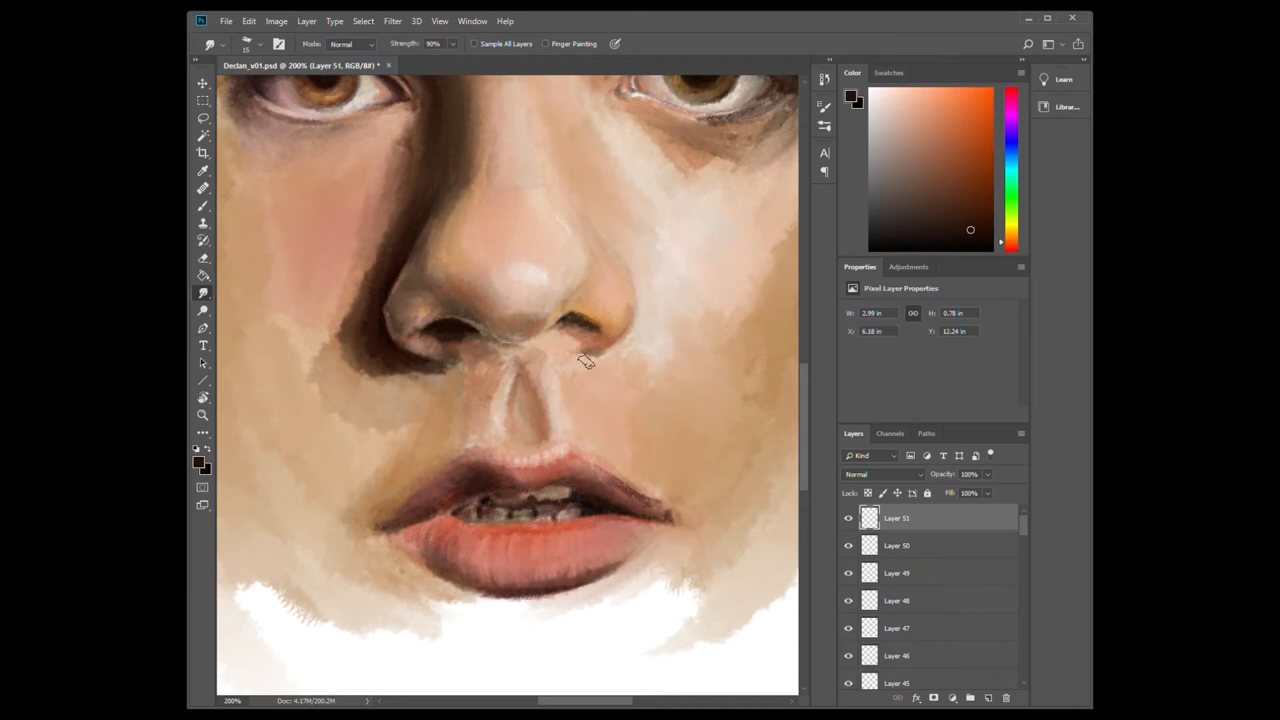 Ps File Edit Image Layer Type Select Filter 3D View Window Help
15 Mode: Normal Strength: 90% Sample All Layers Finger Painting
Declan_v01.psd @ 200% (Layer 51, RGB/8#) *
Color Swatches
Learn
Librar...
Properties Adjustments
Pixel Layer Properties
W: 2.99 in H: 0.78 in
X: 6.18 in Y: 12.24 in
Layers Channels Paths
Kind
Normal Opacity: 100%
Lock: Fill: 100%
Layer 51
Layer 50
Layer 49
Layer 48
Layer 47
Layer 46
Layer 45
200% Doc: 4.17M/200.2M